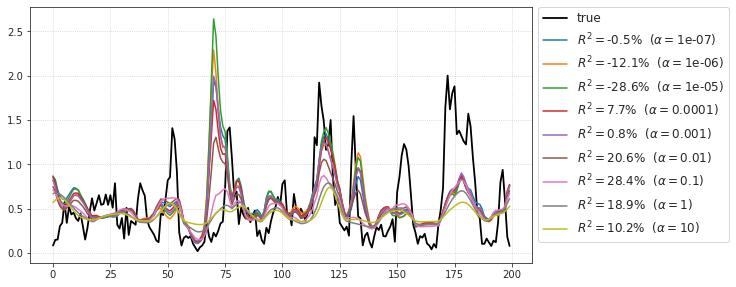 true
R² = -0.5% (α = 1e-07)
R² = -12.1% (α = 1e-06)
R² = -28.6% (α = 1e-05)
R² = 7.7% (α = 0.0001)
R² = 0.8% (α = 0.001)
R² = 20.6% (α = 0.01)
R² = 28.4% (α = 0.1)
R² = 18.9% (α = 1)
R² = 10.2% (α = 10)
2.5
2.0
1.5
1.0
0.5
0.0
0 25 50 75 100 125 150 175 200